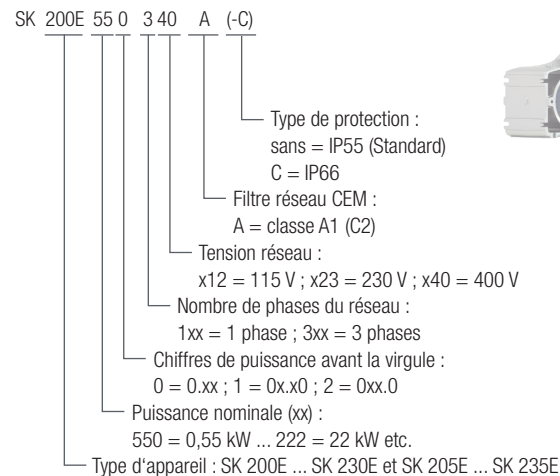 SK 200E 55 0 3 40 A (-C)
Type de protection :
sans = IP55 (Standard)
C = IP66
Filtre réseau CEM :
A = classe A1 (C2)
Tension réseau :
x12 = 115 V ; x23 = 230 V ; x40 = 400 V
Nombre de phases du réseau :
1xx = 1 phase ; 3xx = 3 phases
Chiffres de puissance avant la virgule :
0 = 0.xx ; 1 = 0x.x0 ; 2 = 0xx.0
Puissance nominale (xx) :
550 = 0,55 kW ... 222 = 22 kW etc.
Type d‘appareil : SK 200E ... SK 230E et SK 205E ... SK 235E